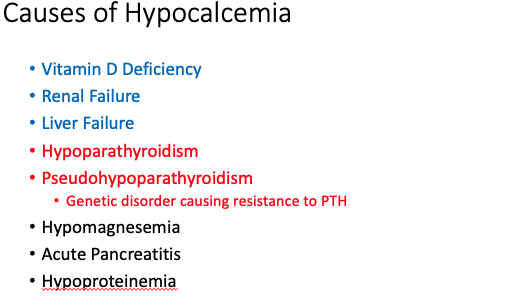 Causes of Hypocalcemia
• Vitamin D Deficiency
• Renal Failure
• Liver Failure
• Hypoparathyroidism
• Pseudohypoparathyroidism
• Genetic disorder causing resistance to PTH
• Hypomagnesemia
• Acute Pancreatitis
• Hypoproteinemia